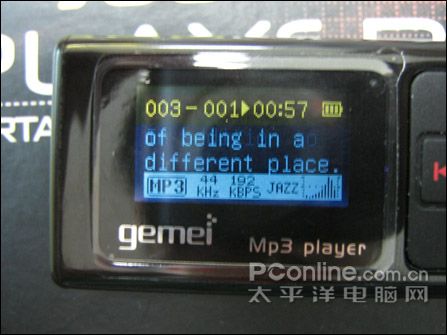 PLAYER
003-001▶00:57
of being in a
different place.
MP3 44 KHz 192 KBPS JAZZ
gemei
Mp3 player
PConline.com.cn
太平洋电脑网